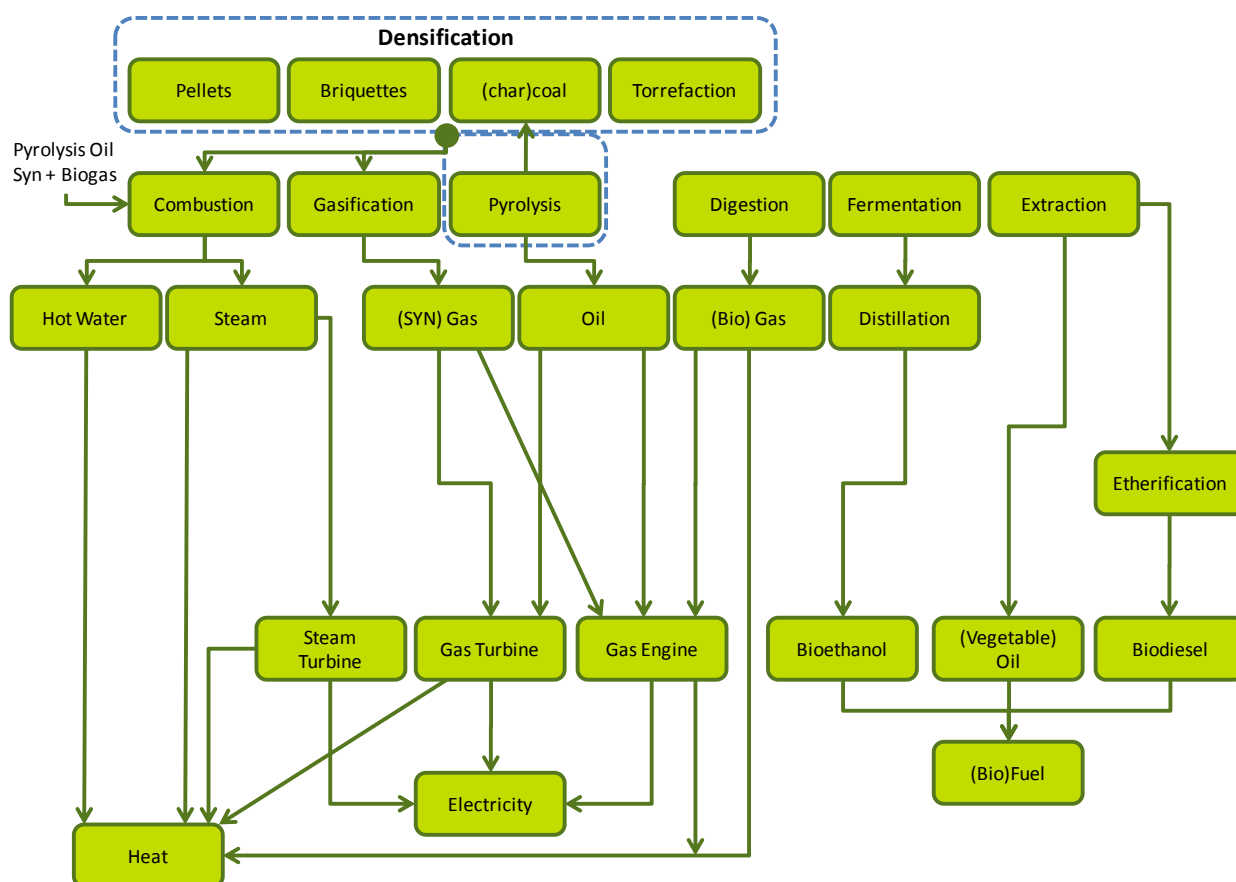 Densification
Pellets
Briquettes
(char)coal
Torrefaction
Pyrolysis Oil
Syn + Biogas
Combustion
Gasification
Pyrolysis
Digestion
Fermentation
Extraction
Hot Water
Steam
(SYN) Gas
Oil
(Bio) Gas
Distillation
Etherification
Steam
Turbine
Gas Turbine
Gas Engine
Bioethanol
(Vegetable)
Oil
Biodiesel
Electricity
(Bio)Fuel
Heat